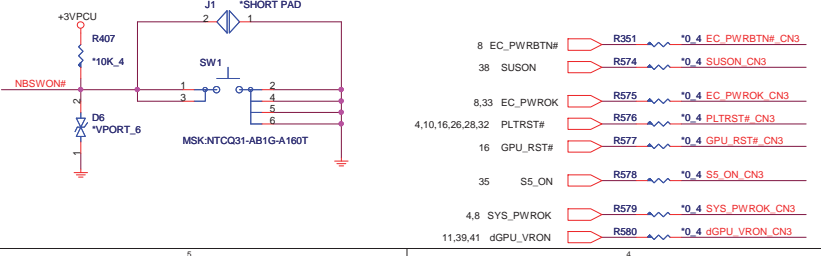 J1 *SHORT PAD
2 1
+3VPCU
R407
*10K_4
SW1
NBSWON#
1 2
3 4
5
6
2
D6
*VPORT_6
1
MSK:NTCQ31-AB1G-A160T
8 EC_PWRBTN# R351 *0_4 EC_PWRBTN#_CN3
38 SUSON R574 *0_4 SUSON_CN3
8,33 EC_PWROK R575 *0_4 EC_PWROK_CN3
4,10,16,26,28,32 PLTRST# R576 *0_4 PLTRST#_CN3
16 GPU_RST# R577 *0_4 GPU_RST#_CN3
35 S5_ON R578 *0_4 S5_ON_CN3
4,8 SYS_PWROK R579 *0_4 SYS_PWROK_CN3
11,39,41 dGPU_VRON R580 *0_4 dGPU_VRON_CN3
5 4